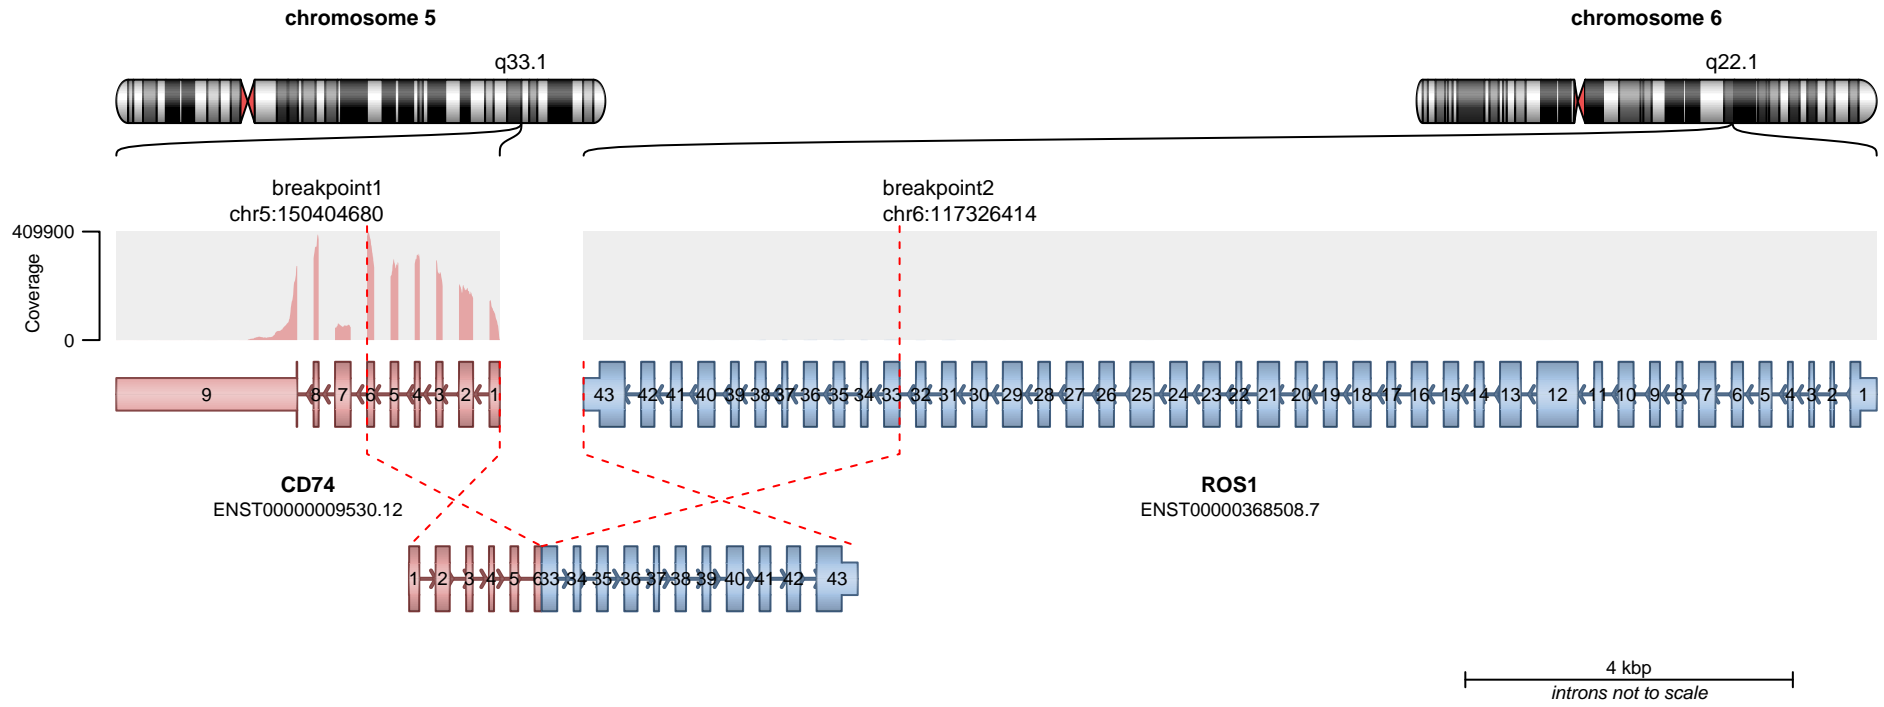 chromosome 5
chromosome 6
q33.1
q22.1
breakpoint1
chr5:150404680
breakpoint2
chr6:117326414
409900
Coverage
0
9 8 7 6 5 4 3 2 1
43 42 41 40 39 38 37 36 35 34 33 32 31 30 29 28 27 26 25 24 23 22 21 20 19 18 17 16 15 14 13 12 11 10 9 8 7 6 5 4 3 2 1
CD74
ENST00000009530.12
ROS1
ENST00000368508.7
1 2 3 4 5 6 33 34 35 36 37 38 39 40 41 42 43
4 kbp
introns not to scale